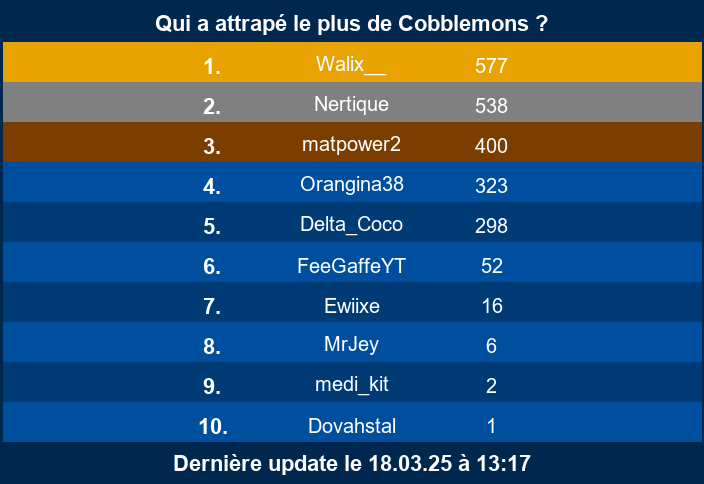 Qui a attrapé le plus de Cobblemons ?
1. Walix__ 577
2. Nertique 538
3. matpower2 400
4. Orangina38 323
5. Delta_Coco 298
6. FeeGaffeYT 52
7. Ewiixe 16
8. MrJey 6
9. medi_kit 2
10. Dovahstal 1
Dernière update le 18.03.25 à 13:17